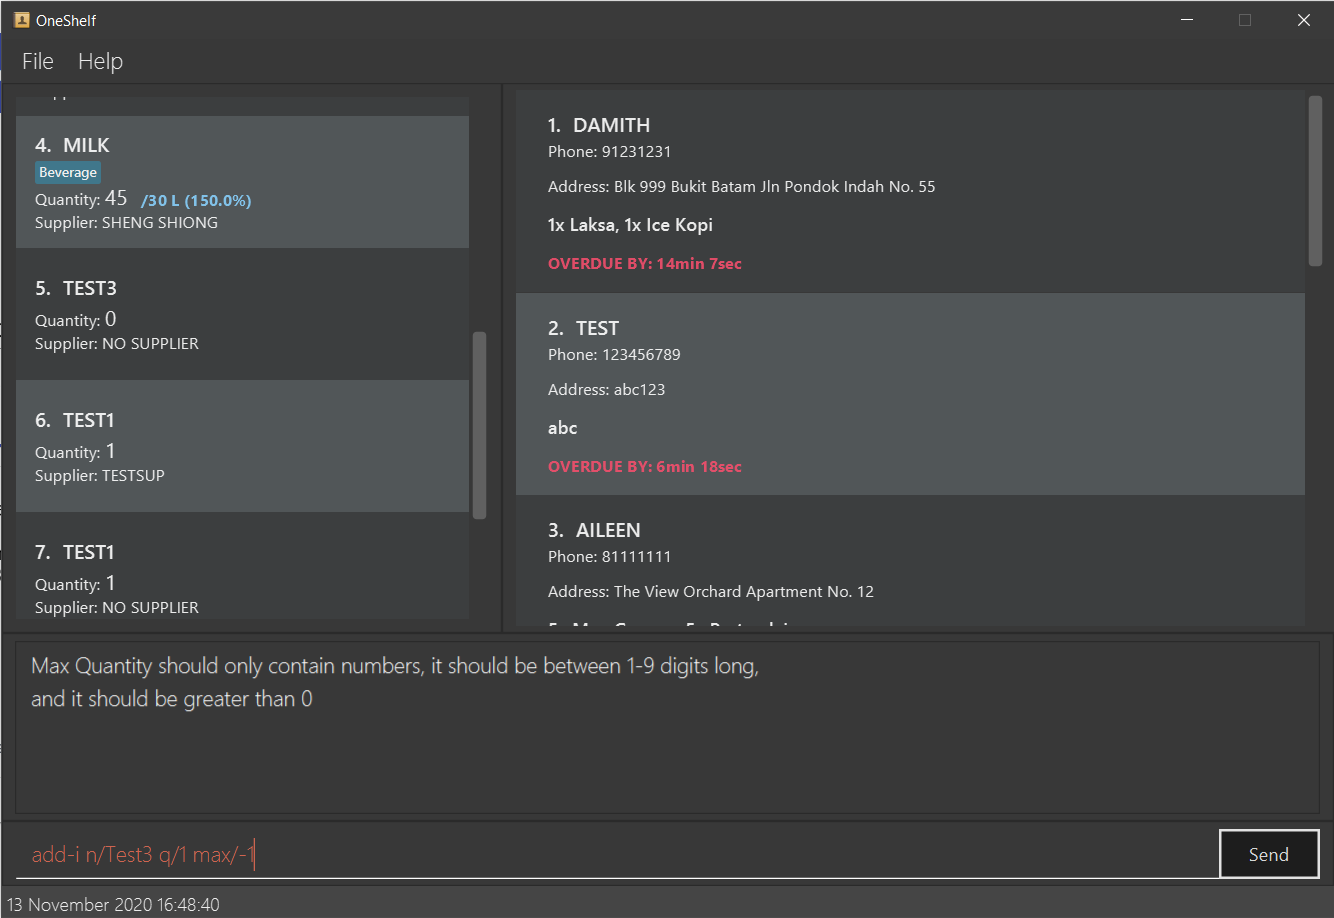 OneShelf
File Help
4. MILK
Beverage
Quantity: 45 /30 L (150.0%)
Supplier: SHENG SHIONG
5. TEST3
Quantity: 0
Supplier: NO SUPPLIER
6. TEST1
Quantity: 1
Supplier: TESTSUP
7. TEST1
Quantity: 1
Supplier: NO SUPPLIER
1. DAMITH
Phone: 91231231
Address: Blk 999 Bukit Batam Jln Pondok Indah No. 55
1x Laksa, 1x Ice Kopi
OVERDUE BY: 14min 7sec
2. TEST
Phone: 123456789
Address: abc123
abc
OVERDUE BY: 6min 18sec
3. AILEEN
Phone: 81111111
Address: The View Orchard Apartment No. 12
Max Quantity should only contain numbers, it should be between 1-9 digits long,
and it should be greater than 0
add-i n/Test3 q/1 max/-1
Send
13 November 2020 16:48:40